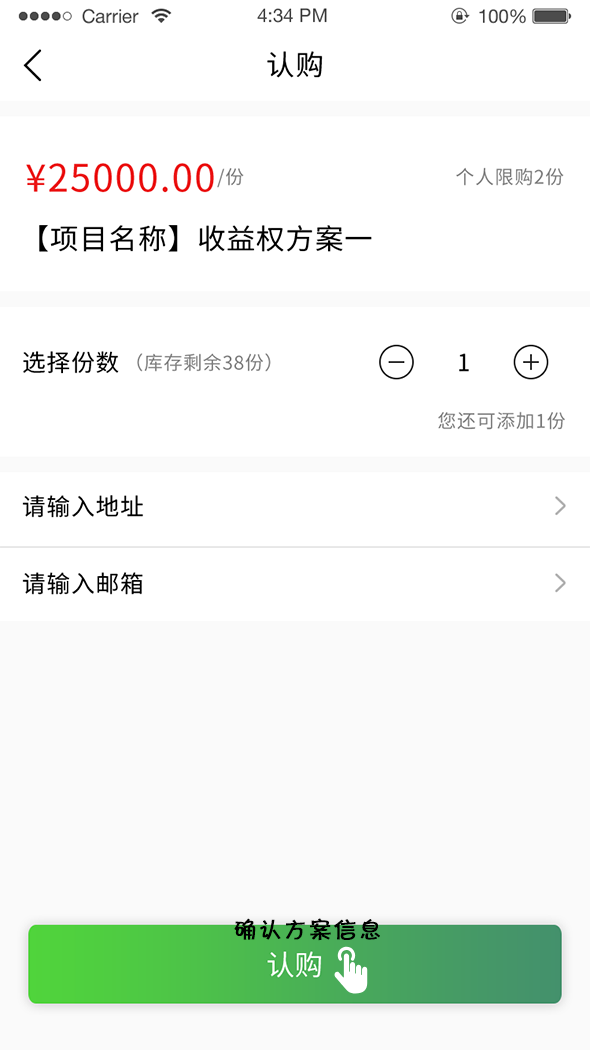 Carrier 4:34 PM 100%
认购
¥25000.00/份 个人限购2份
【项目名称】收益权方案一
选择份数（库存剩余38份） 1
您还可添加1份
请输入地址
请输入邮箱
确认方案信息
认购